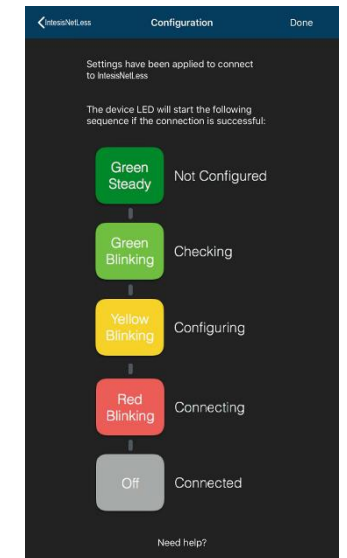 IntesisNetLess Configuration Done
Settings have been applied to connect
to IntesisNetLess
The device LED will start the following
sequence if the connection is successful:
Green
Steady
Not Configured
Green
Blinking
Checking
Yellow
Blinking
Configuring
Red
Blinking
Connecting
Off
Connected
Need help?